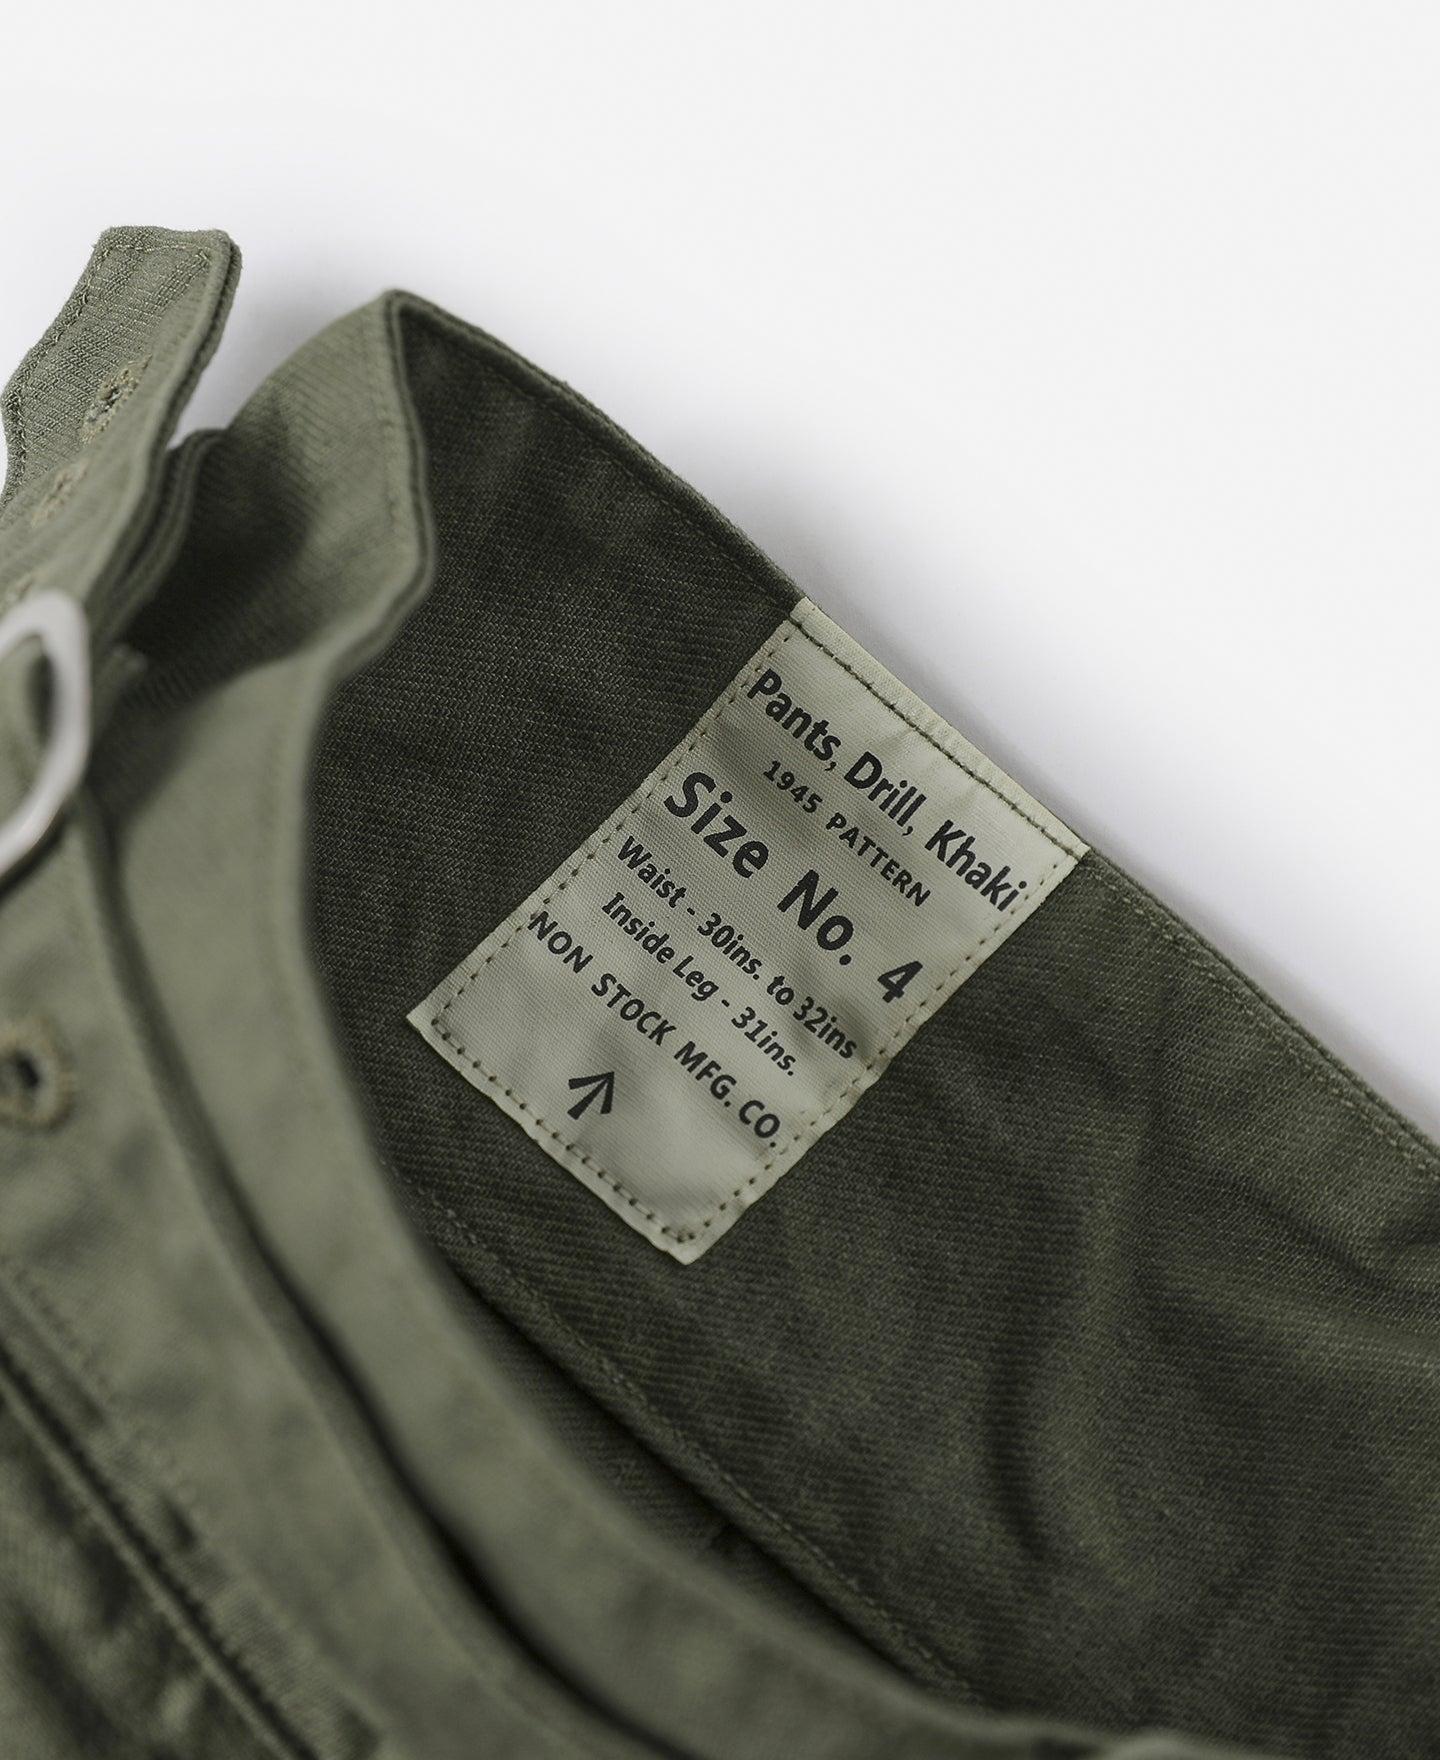 Pants, Drill, Khaki
1945 PATTERN
Size No. 4
Waist - 30ins. to 32ins
Inside Leg - 31ins.
NON STOCK MFG. CO.